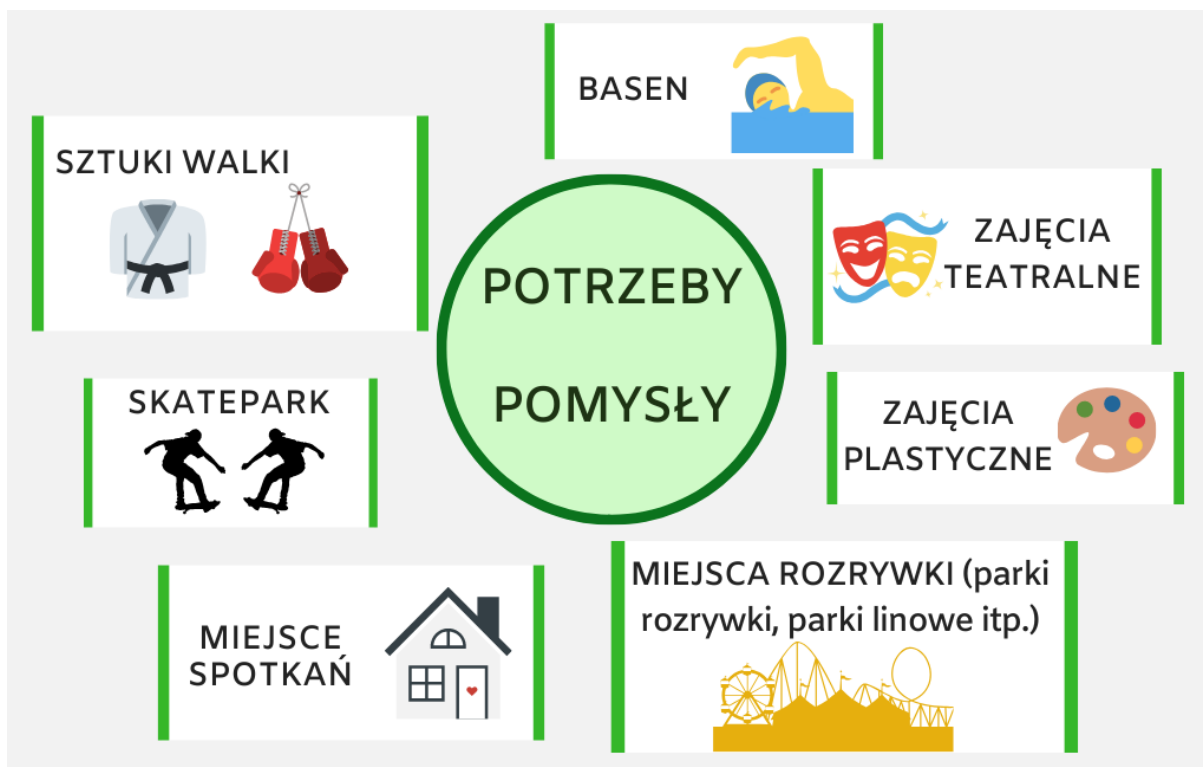 BASEN
SZTUKI WALKI
ZAJĘCIA
TEATRALNE
POTRZEBY
POMYSŁY
SKATEPARK
ZAJĘCIA
PLASTYCZNE
MIEJSCE
SPOTKAŃ
MIEJSCA ROZRYWKI (parki
rozrywki, parki linowe itp.)